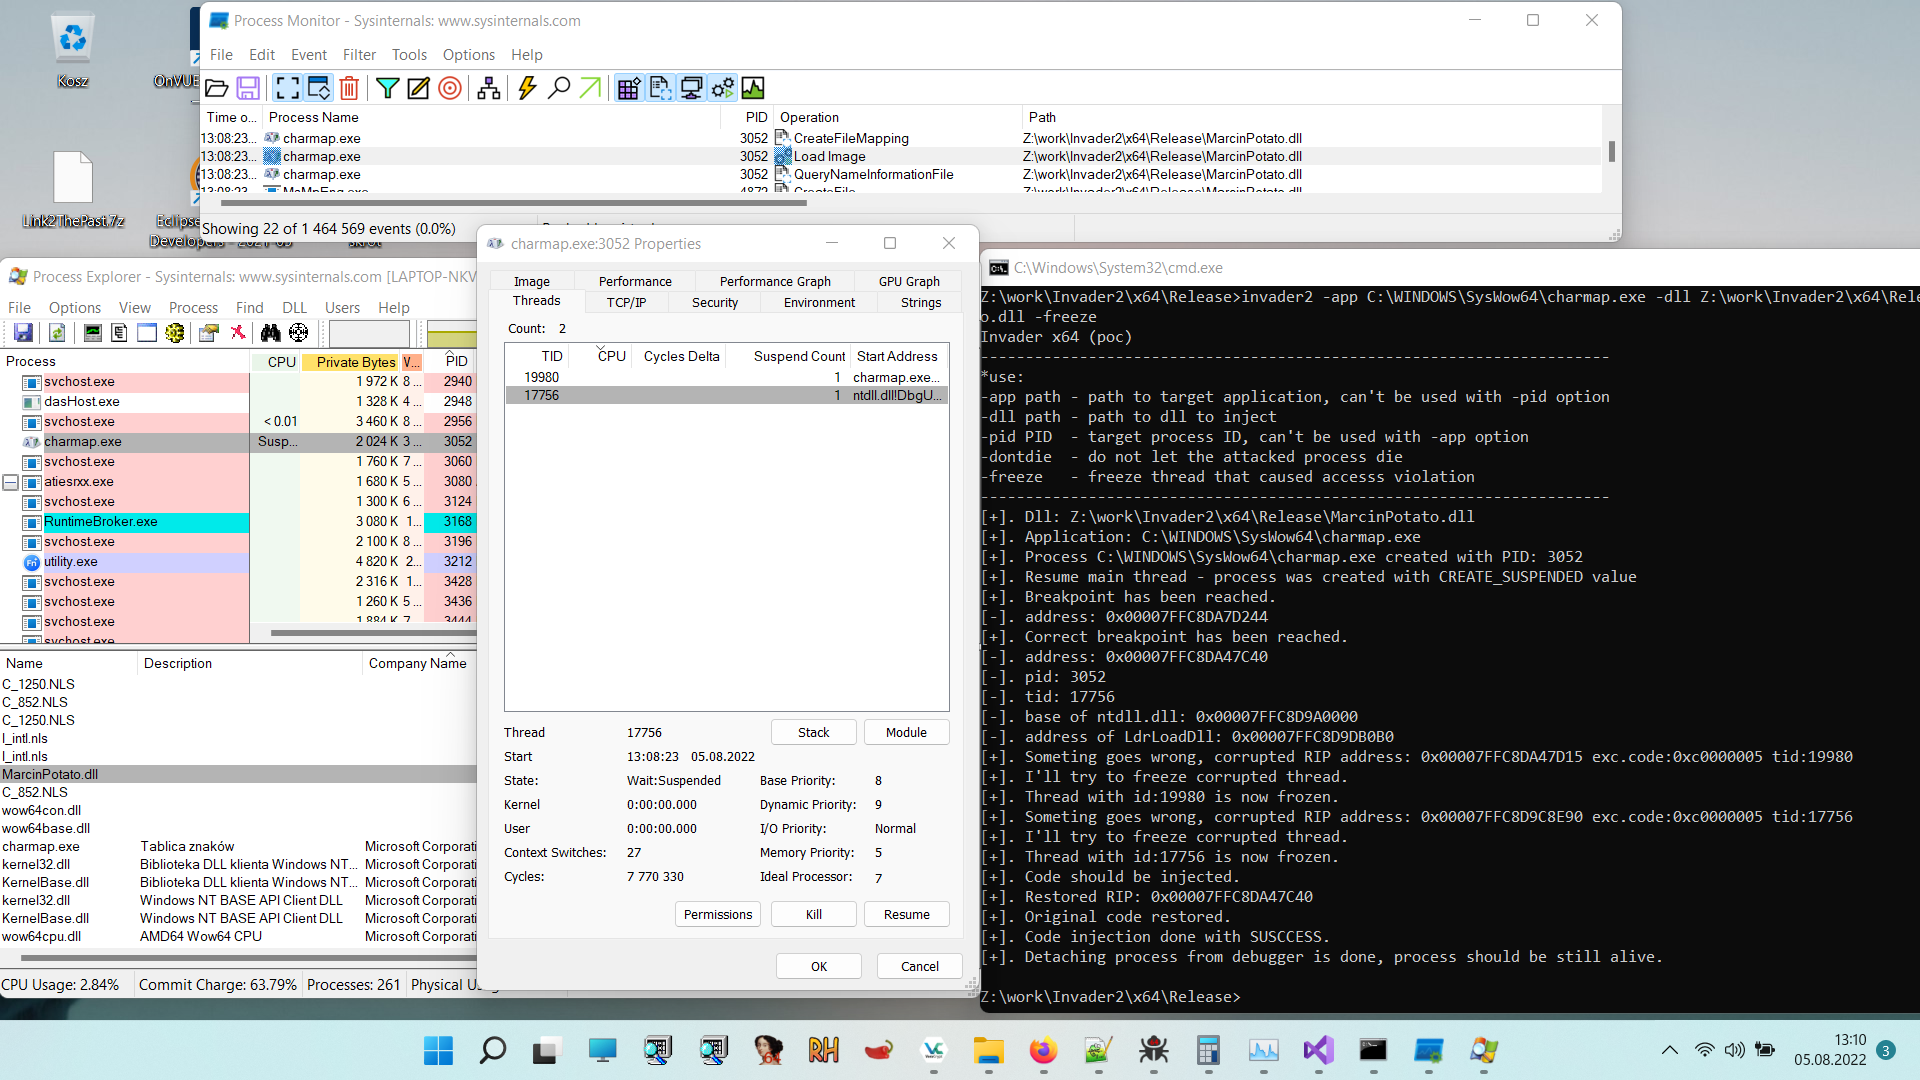 Kosz
OnVUE
Link2ThePast.7z
Eclipse
Developers - 2021-09
skrót
Process Monitor - Sysinternals: www.sysinternals.com
File Edit Event Filter Tools Options Help
Time o... Process Name PID Operation Path
13:08:23... charmap.exe 3052 CreateFileMapping Z:\work\Invader2\x64\Release\MarcinPotato.dll
13:08:23... charmap.exe 3052 Load Image Z:\work\Invader2\x64\Release\MarcinPotato.dll
13:08:23... charmap.exe 3052 QueryNameInformationFile Z:\work\Invader2\x64\Release\MarcinPotato.dll
13:08:23... MsMpEng.exe 4872 CreateFile Z:\work\Invader2\x64\Release\MarcinPotato.dll
Showing 22 of 1 464 569 events (0.0%)
Process Explorer - Sysinternals: www.sysinternals.com [LAPTOP-NKV
File Options View Process Find DLL Users Help
Process CPU Private Bytes V... PID
svchost.exe 1 972 K 8 ... 2940
dasHost.exe 1 328 K 4 ... 2948
svchost.exe < 0.01 3 460 K 8 ... 2956
charmap.exe Susp... 2 024 K 3 ... 3052
svchost.exe 1 760 K 7 ... 3060
atiesrxx.exe 1 680 K 5 ... 3080
svchost.exe 1 300 K 6 ... 3124
RuntimeBroker.exe 3 080 K 1... 3168
svchost.exe 2 100 K 8 ... 3196
utility.exe 4 820 K 2... 3212
svchost.exe 2 316 K 1... 3428
svchost.exe 1 260 K 5 ... 3436
svchost.exe 1 884 K 7 3444
svchost.exe
Name Description Company Name
C_1250.NLS
C_852.NLS
C_1250.NLS
l_intl.nls
l_intl.nls
MarcinPotato.dll
C_852.NLS
wow64con.dll
wow64base.dll
charmap.exe Tablica znaków Microsoft Corporati
kernel32.dll Biblioteka DLL klienta Windows NT... Microsoft Corporati
KernelBase.dll Biblioteka DLL klienta Windows NT... Microsoft Corporati
kernel32.dll Windows NT BASE API Client DLL Microsoft Corporati
KernelBase.dll Windows NT BASE API Client DLL Microsoft Corporati
wow64cpu.dll AMD64 Wow64 CPU Microsoft Corporati
CPU Usage: 2.84% Commit Charge: 63.79% Processes: 261 Physical
charmap.exe:3052 Properties
Image Performance Performance Graph GPU Graph
Threads TCP/IP Security Environment Strings
Count: 2
TID CPU Cycles Delta Suspend Count Start Address
19980 1 charmap.exe...
17756 1 ntdll.dll!DbgU...
Thread 17756 Stack Module
Start 13:08:23 05.08.2022
State: Wait:Suspended Base Priority: 8
Kernel 0:00:00.000 Dynamic Priority: 9
User 0:00:00.000 I/O Priority: Normal
Context Switches: 27 Memory Priority: 5
Cycles: 7 770 330 Ideal Processor: 7
Permissions Kill Resume
OK Cancel
C:\Windows\System32\cmd.exe
Z:\work\Invader2\x64\Release>invader2 -app C:\WINDOWS\SysWow64\charmap.exe -dll Z:\work\Invader2\x64\Rele
o.dll -freeze
Invader x64 (poc)
------------------------------------------------------------------------------
*use:
-app path - path to target application, can't be used with -pid option
-dll path - path to dll to inject
-pid PID  - target process ID, can't be used with -app option
-dontdie  - do not let the attacked process die
-freeze   - freeze thread that caused accesss violation
------------------------------------------------------------------------------
[+]. Dll: Z:\work\Invader2\x64\Release\MarcinPotato.dll
[+]. Application: C:\WINDOWS\SysWow64\charmap.exe
[+]. Process C:\WINDOWS\SysWow64\charmap.exe created with PID: 3052
[+]. Resume main thread - process was created with CREATE_SUSPENDED value
[+]. Breakpoint has been reached.
[-]. address: 0x00007FFC8DA7D244
[+]. Correct breakpoint has been reached.
[-]. address: 0x00007FFC8DA47C40
[-]. pid: 3052
[-]. tid: 17756
[-]. base of ntdll.dll: 0x00007FFC8D9A0000
[-]. address of LdrLoadDll: 0x00007FFC8D9DB0B0
[+]. Someting goes wrong, corrupted RIP address: 0x00007FFC8DA47D15 exc.code:0xc0000005 tid:19980
[+]. I'll try to freeze corrupted thread.
[+]. Thread with id:19980 is now frozen.
[+]. Someting goes wrong, corrupted RIP address: 0x00007FFC8D9C8E90 exc.code:0xc0000005 tid:17756
[+]. I'll try to freeze corrupted thread.
[+]. Thread with id:17756 is now frozen.
[+]. Code should be injected.
[+]. Restored RIP: 0x00007FFC8DA47C40
[+]. Original code restored.
[+]. Code injection done with SUSCCESS.
[+]. Detaching process from debugger is done, process should be still alive.
Z:\work\Invader2\x64\Release>
RH
13:10
05.08.2022
3